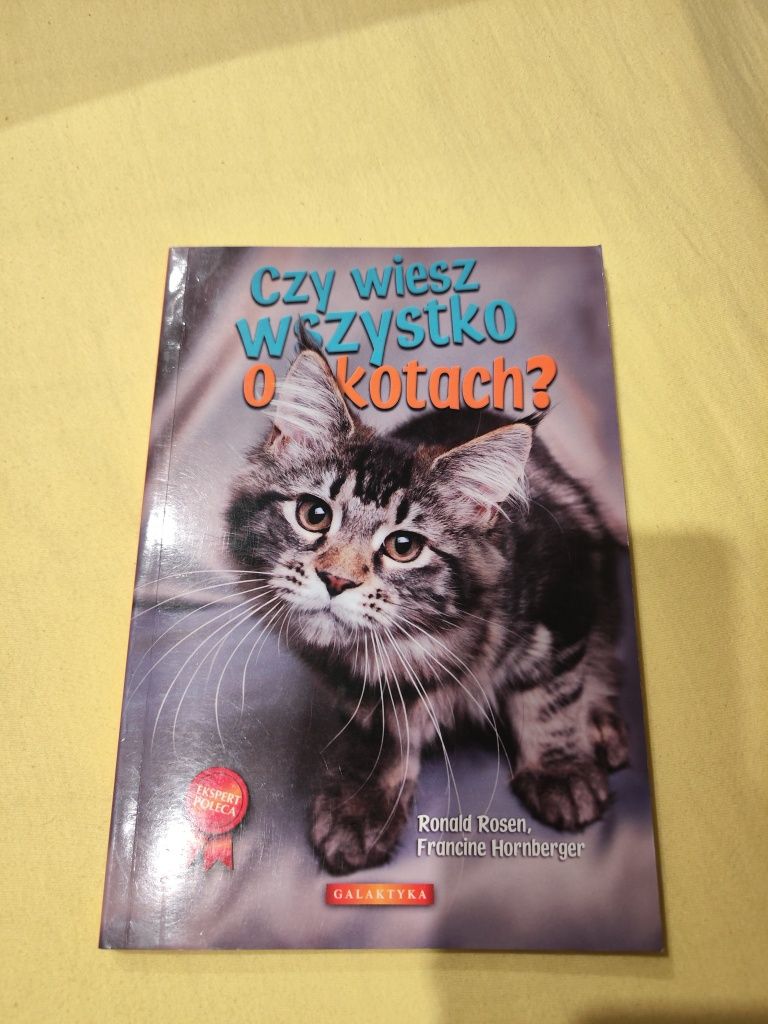 Czy wiesz
wszystko
o kotach?
EKSPERT
POLECA
Ronald Rosen,
Francine Hornberger
GALAKTYKA